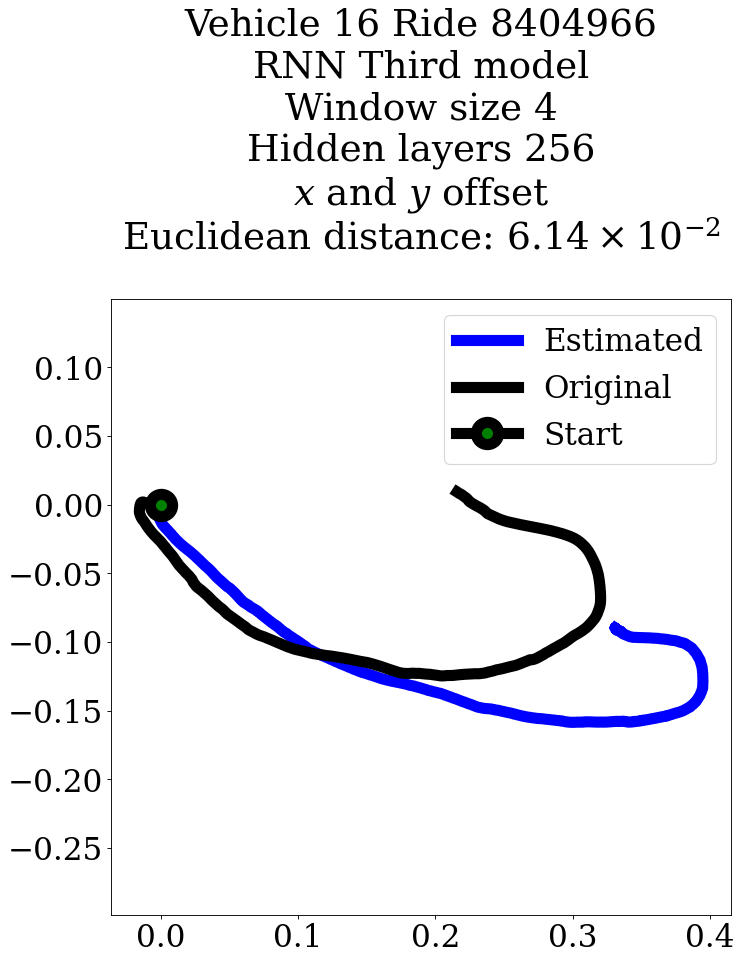 Vehicle 16 Ride 8404966
RNN Third model
Window size 4
Hidden layers 256
x and y offset
Euclidean distance: 6.14 × 10⁻²
Estimated
Original
Start
0.10
0.05
0.00
−0.05
−0.10
−0.15
−0.20
−0.25
0.0 0.1 0.2 0.3 0.4